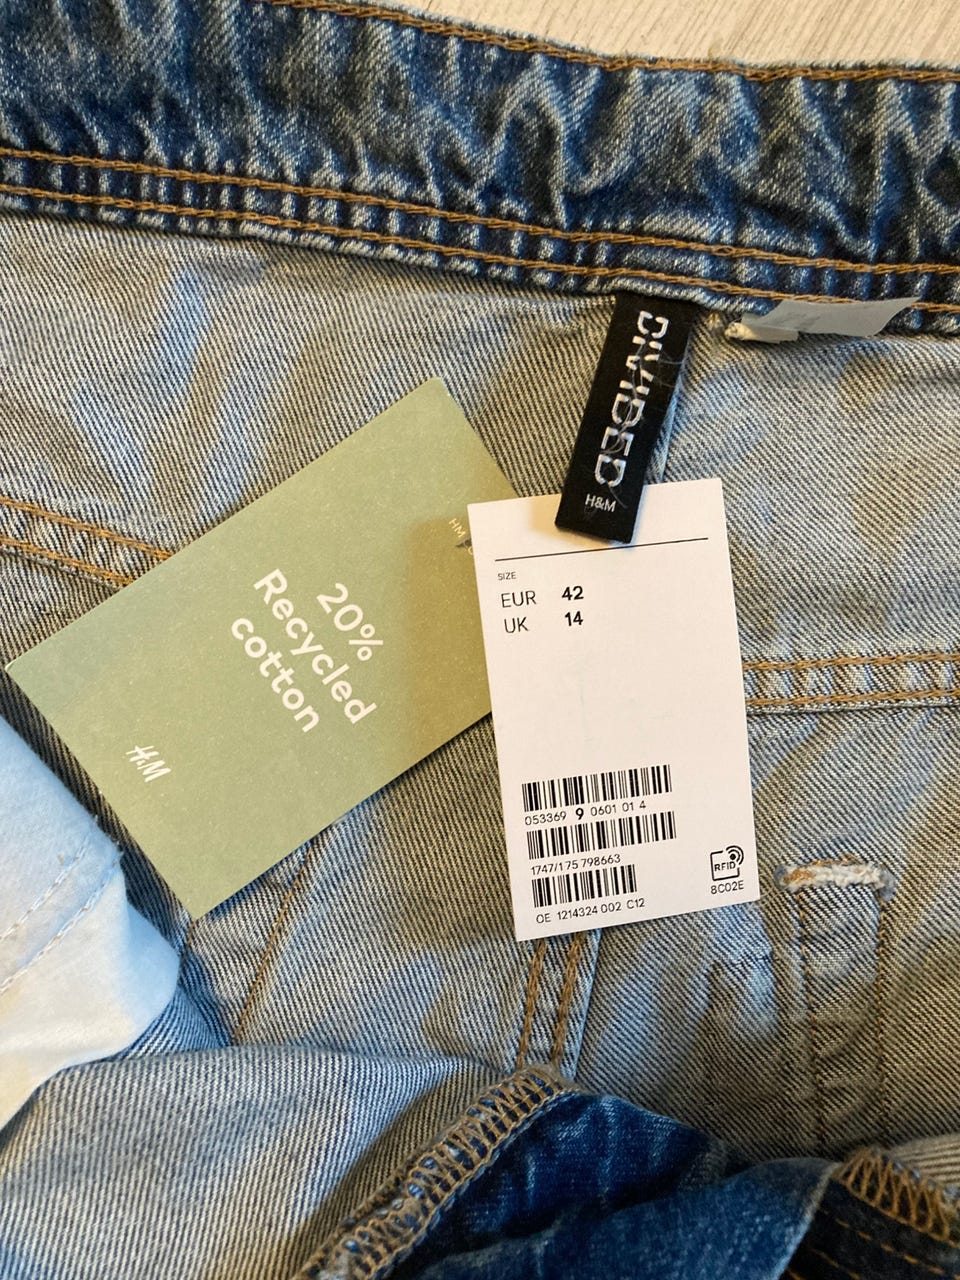 DIVIDED
H&M
20%
Recycled
cotton
H&M
SIZE
EUR 42
UK 14
053369 9 0601 01 4
1747/175 798663
OE 1214324 002 C12
RFID
8C02E